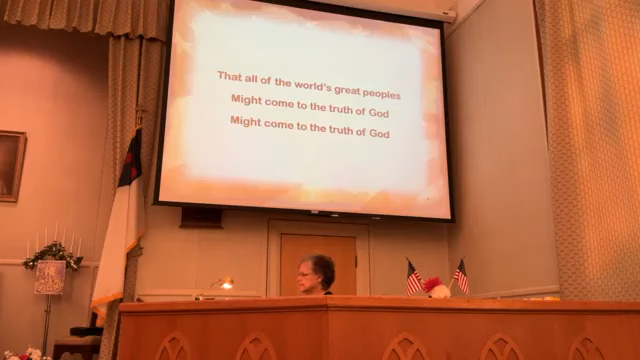 That all of the world's great peoples
Might come to the truth of God
Might come to the truth of God